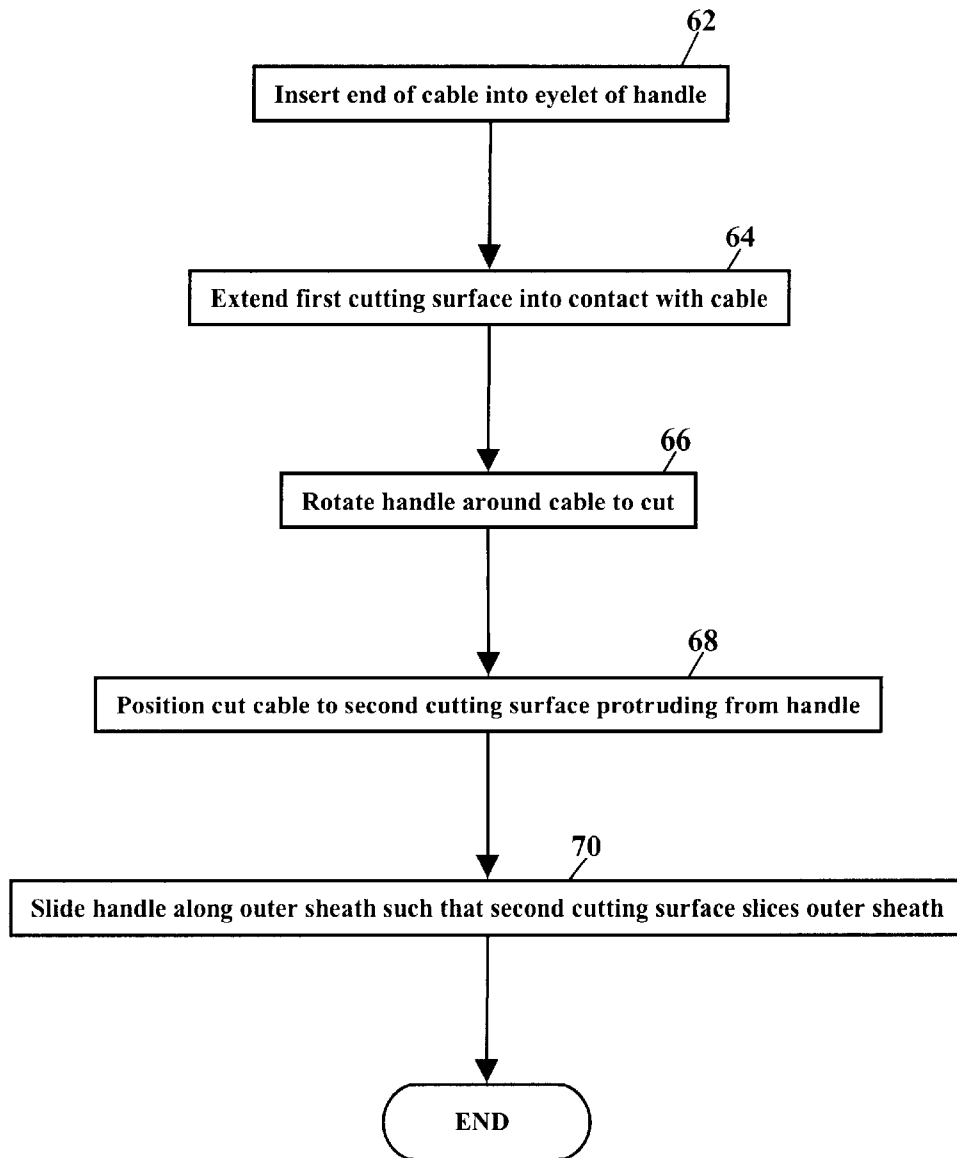 62
Insert end of cable into eyelet of handle
64
Extend first cutting surface into contact with cable
66
Rotate handle around cable to cut
68
Position cut cable to second cutting surface protruding from handle
70
Slide handle along outer sheath such that second cutting surface slices outer sheath
END